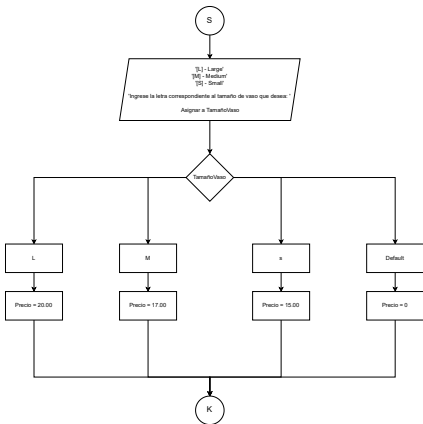 S
'[L] - Large'
'[M] - Medium'
'[S] - Small'
'Ingrese la letra correspondiente al tamaño de vaso que desea: '
Asignar a TamañoVaso
TamañoVaso
L
M
s
Default
Precio = 20.00
Precio = 17.00
Precio = 15.00
Precio = 0
K